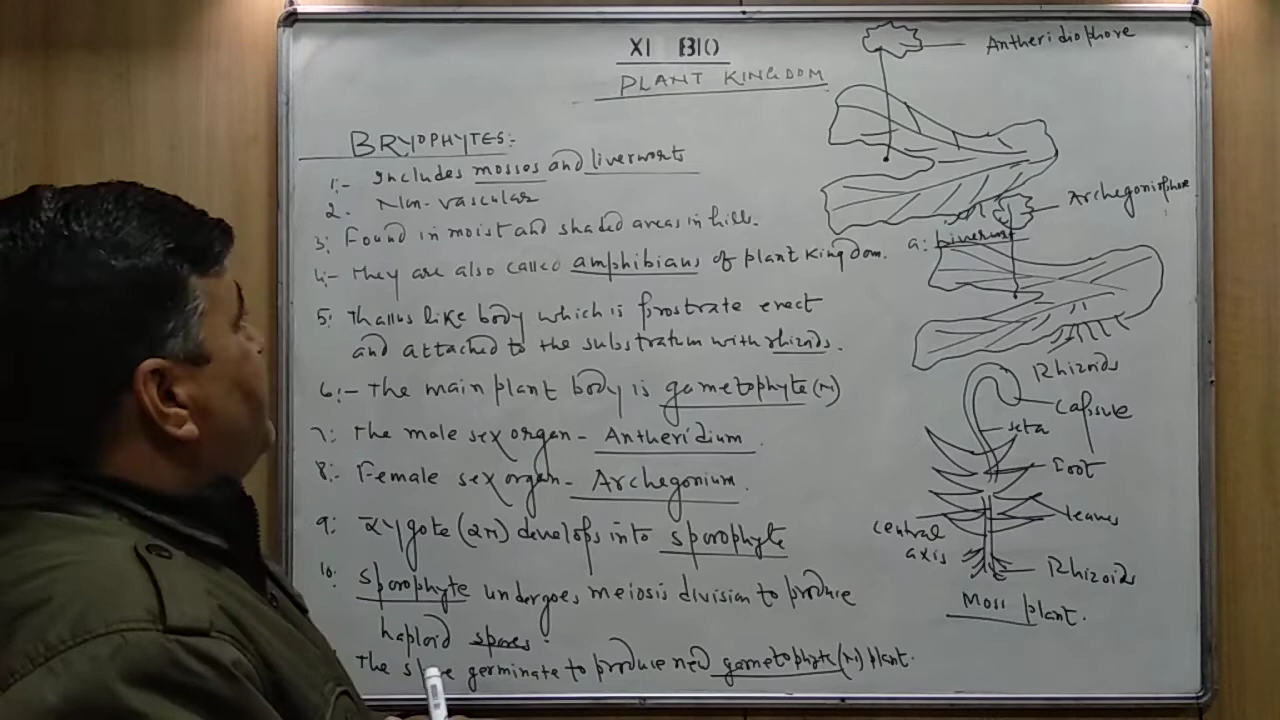 XI BIO
PLANT KINGDOM
BRYOPHYTES:-
1:- Includes mosses and liverworts
2. Non-vascular
3: Found in moist and shaded areas in hills.
4:- They are also called amphibians of plant kingdom.
5: Thallus like body which is prostrate erect
and attached to the substratum with rhizoids.
6:- The main plant body is gametophyte (n)
7: The male sex organ - Antheridium.
8:- Female sex organ - Archegonium.
9: Zygote (2n) develops into sporophyte
10: Sporophyte undergoes meiosis division to produce
haploid spores.
The spore germinate to produce new gametophyte (n) plant.
Antheridiophore
Archegoniophore
a: Liverwort
Rhizoids
Capsule
seta
Foot
leaves
central
axis
Rhizoids
Moss plant.